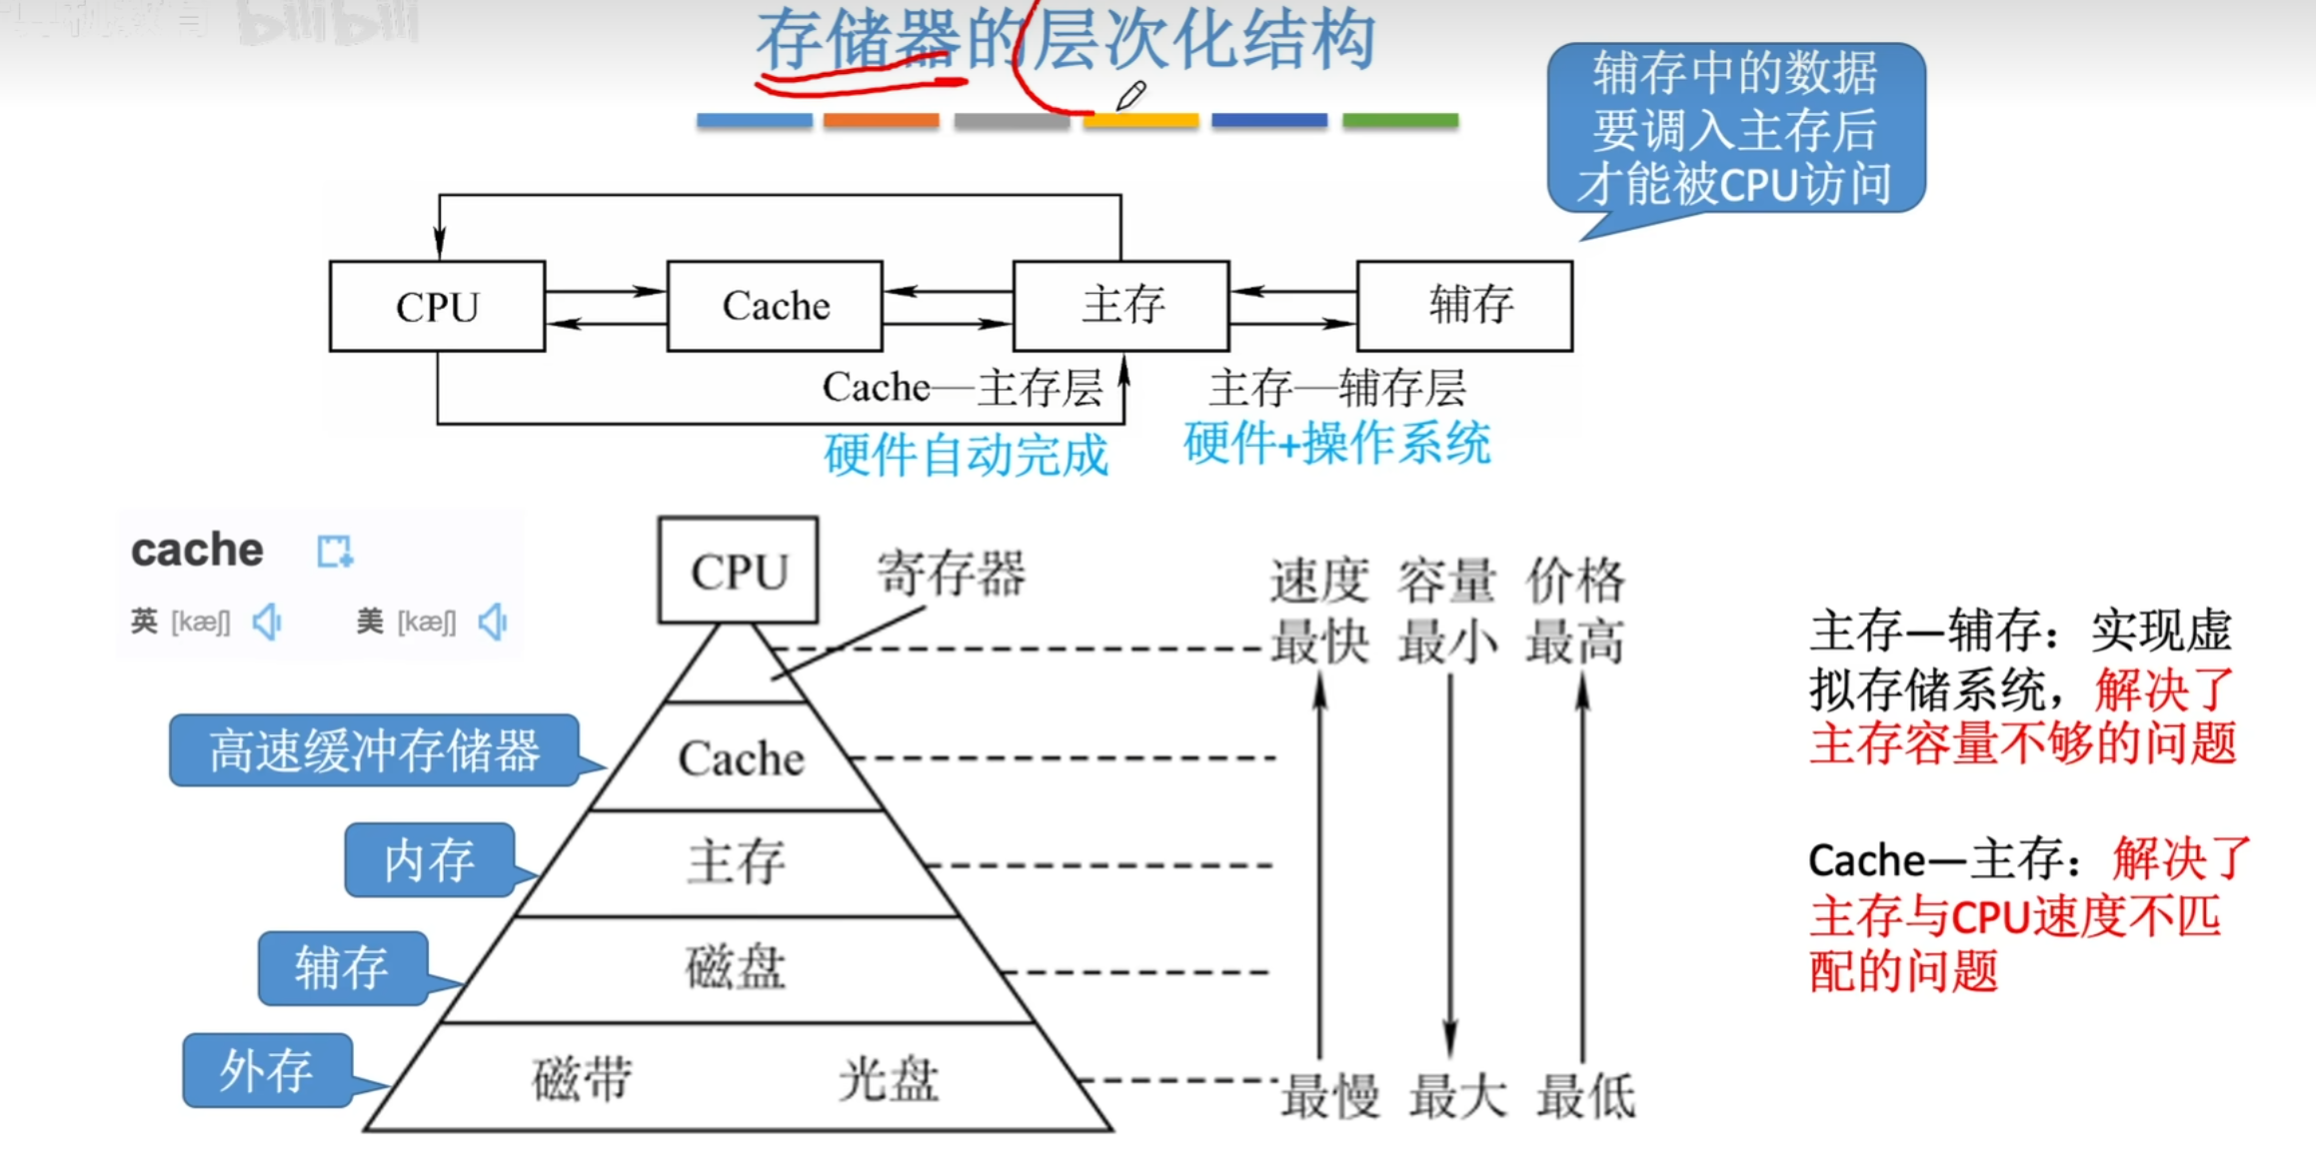 bilibili
存储器的层次化结构
辅存中的数据
要调入主存后
才能被CPU访问
CPU
Cache
主存
辅存
Cache—主存层
主存—辅存层
硬件自动完成
硬件+操作系统
cache
英 [kæʃ] 美 [kæʃ]
CPU
寄存器
速度 容量 价格
最快 最小 最高
高速缓冲存储器
Cache
内存
主存
辅存
磁盘
外存
磁带 光盘
最慢 最大 最低
主存—辅存：实现虚
拟存储系统，解决了
主存容量不够的问题
Cache—主存：解决了
主存与CPU速度不匹
配的问题